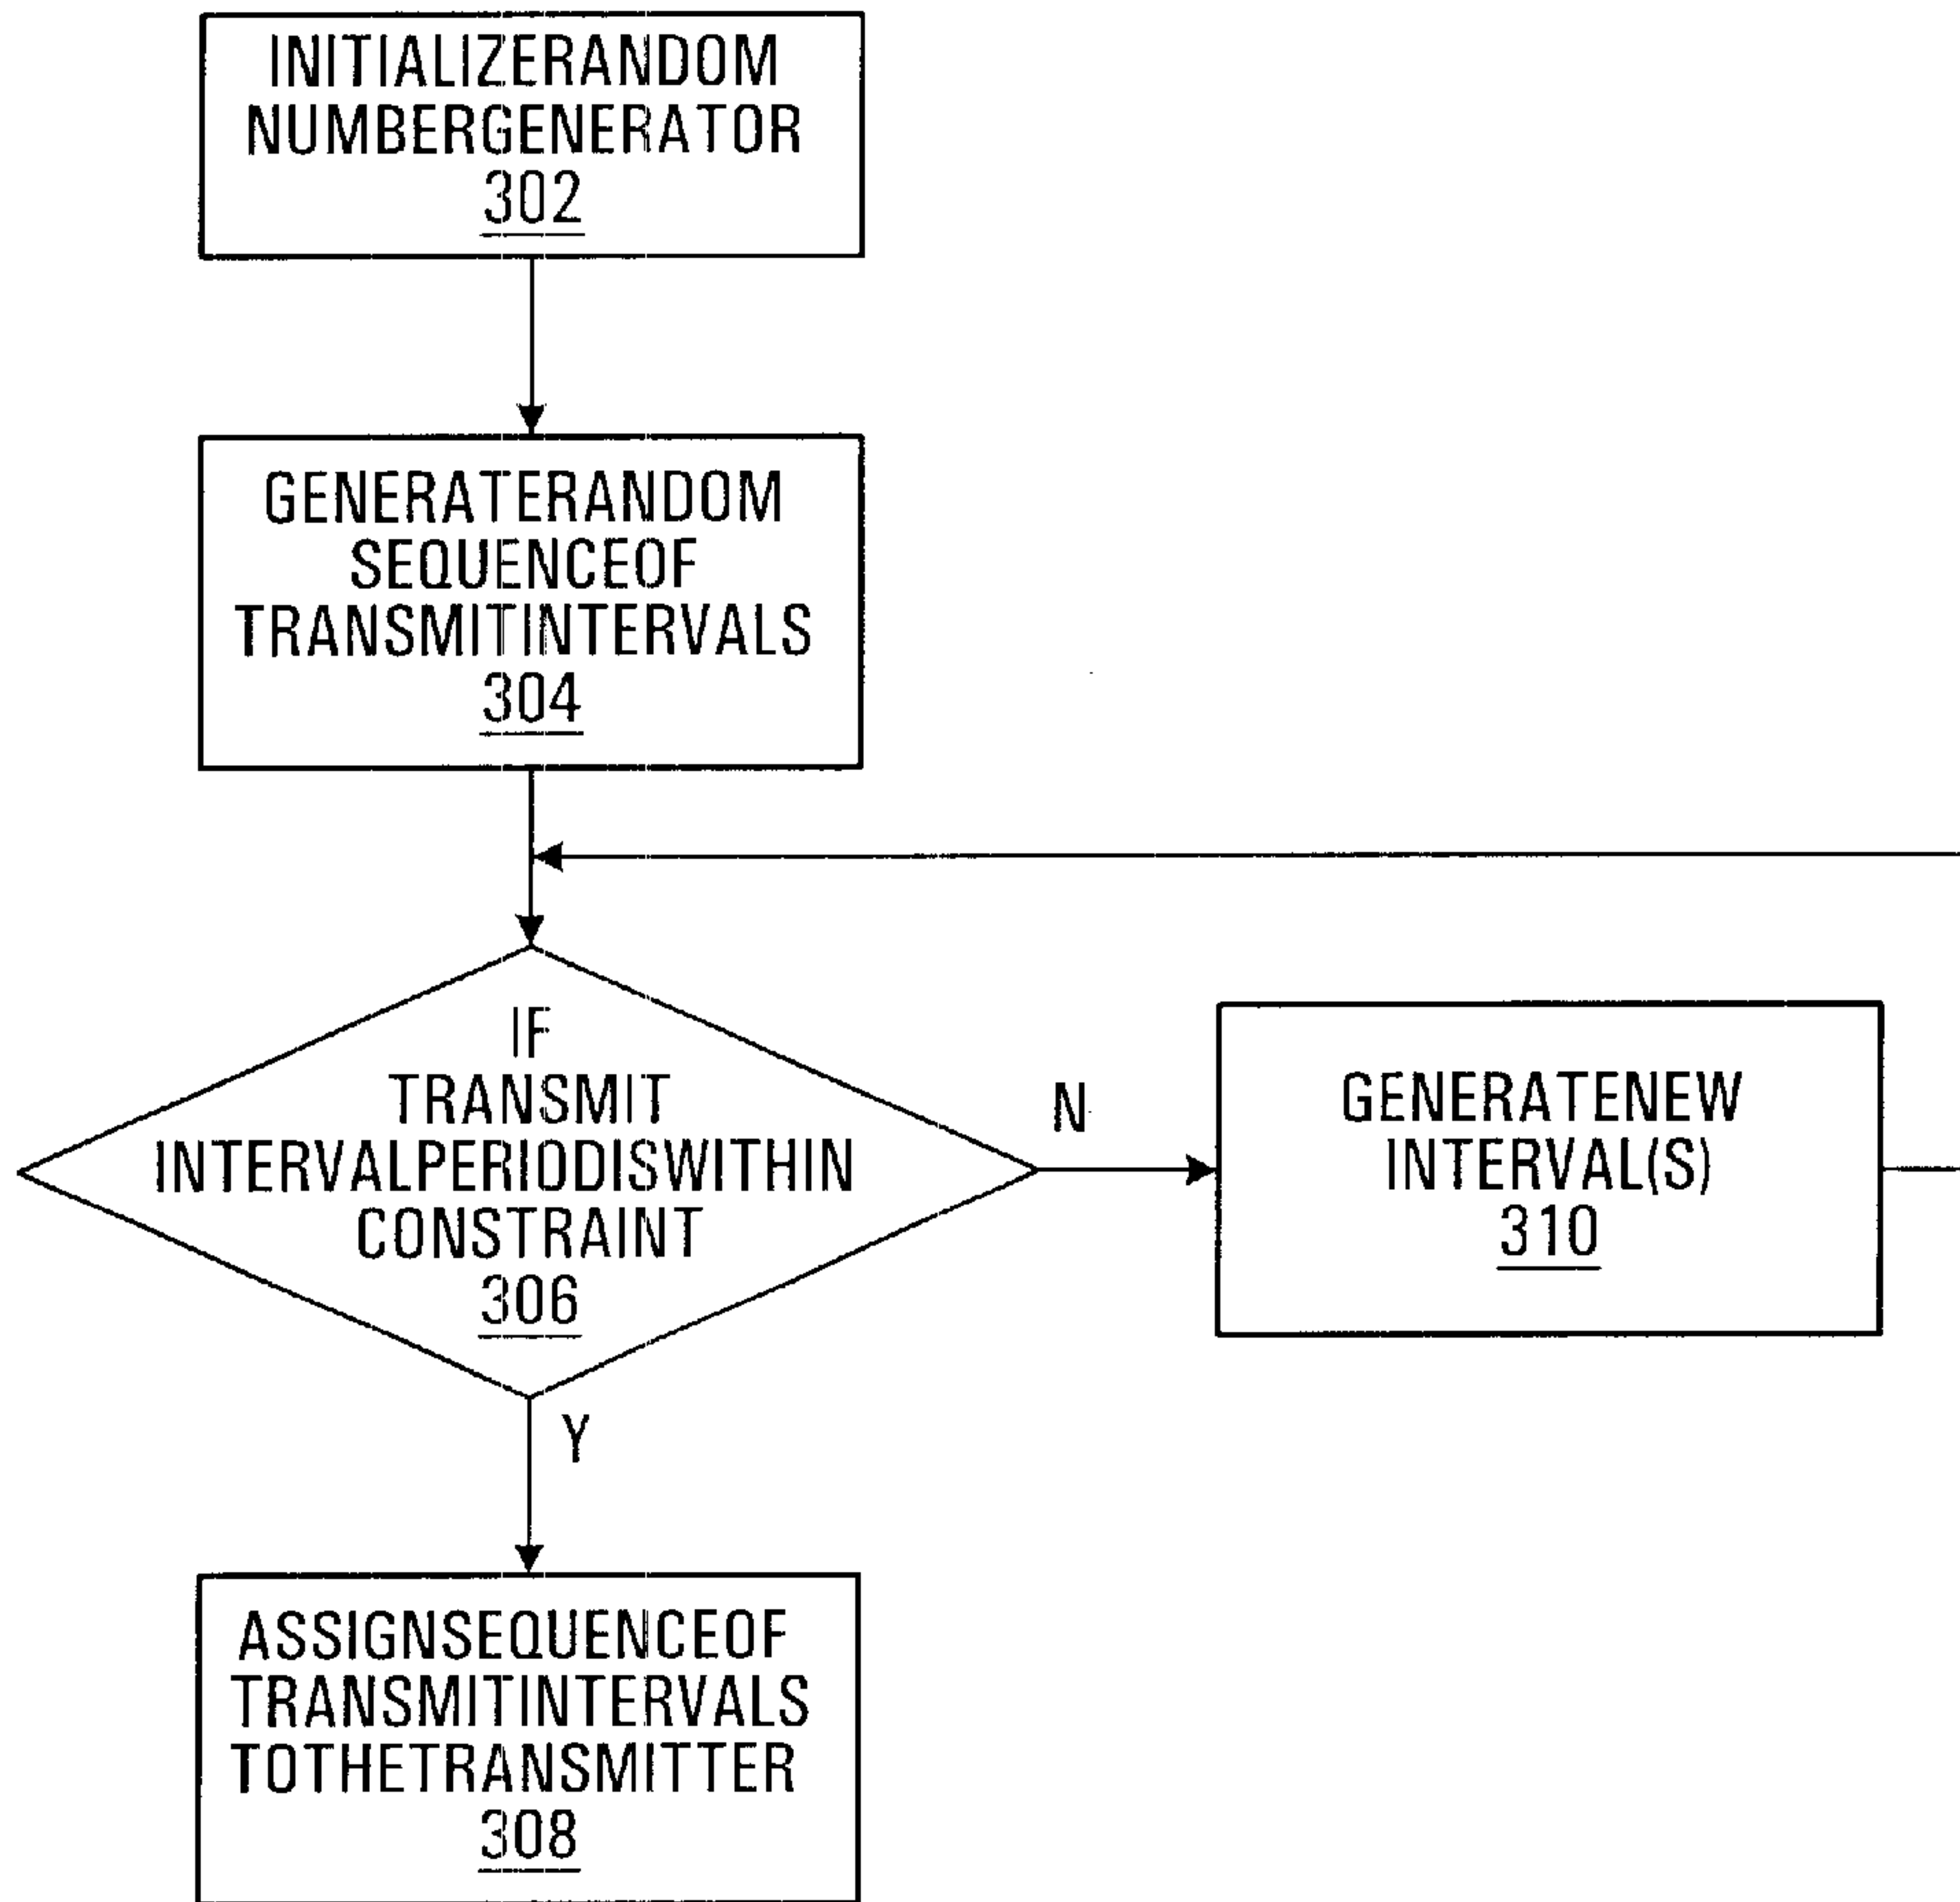 INITIALIZERANDOM
NUMBERGENERATOR
302
GENERATERANDOM
SEQUENCEOF
TRANSMITINTERVALS
304
IF
TRANSMIT
INTERVALPERIODISWITHIN
CONSTRAINT
306
N
GENERATENEW
INTERVAL(S)
310
Y
ASSIGNSEQUENCEOF
TRANSMITINTERVALS
TOTHETRANSMITTER
308